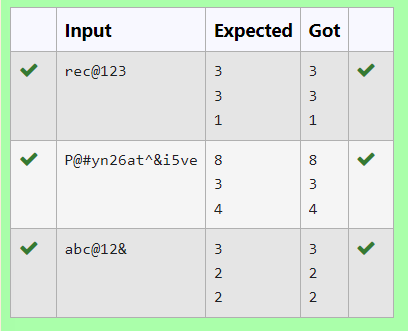 Input Expected Got
rec@123 3 3
3 3
1 1
P@#yn26at^&i5ve 8 8
3 3
4 4
abc@12& 3 3
2 2
2 2